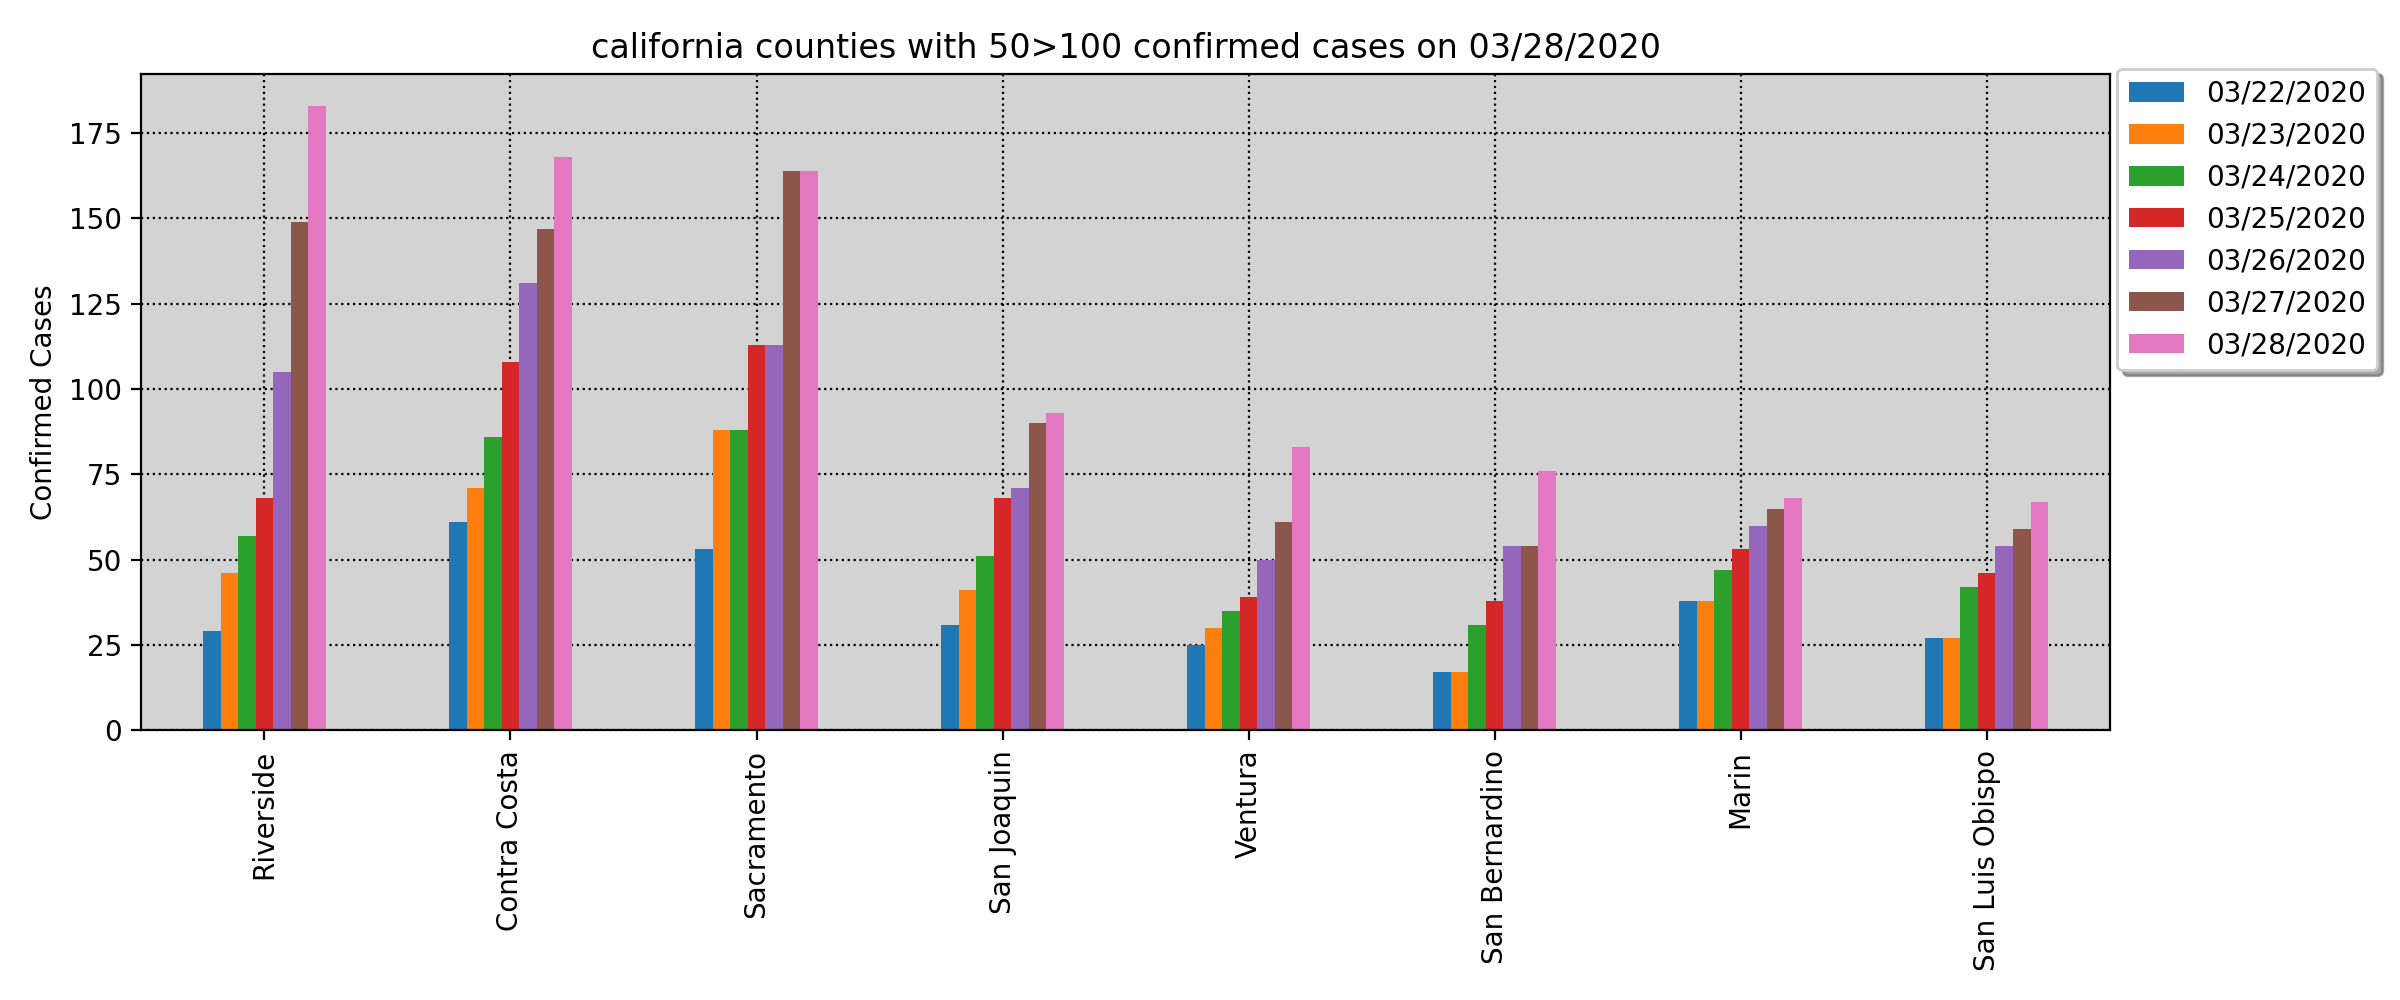 california counties with 50>100 confirmed cases on 03/28/2020
Confirmed Cases
175
150
125
100
75
50
25
0
Riverside
Contra Costa
Sacramento
San Joaquin
Ventura
San Bernardino
Marin
San Luis Obispo
03/22/2020
03/23/2020
03/24/2020
03/25/2020
03/26/2020
03/27/2020
03/28/2020